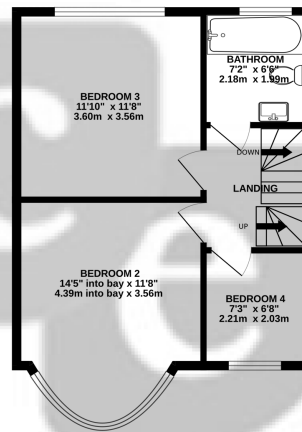 BATHROOM
7'2" x 6'6"
2.18m x 1.99m
BEDROOM 3
11'10" x 11'8"
3.60m x 3.56m
DOWN
LANDING
UP
BEDROOM 2
14'5" into bay x 11'8"
4.39m into bay x 3.56m
BEDROOM 4
7'3" x 6'8"
2.21m x 2.03m